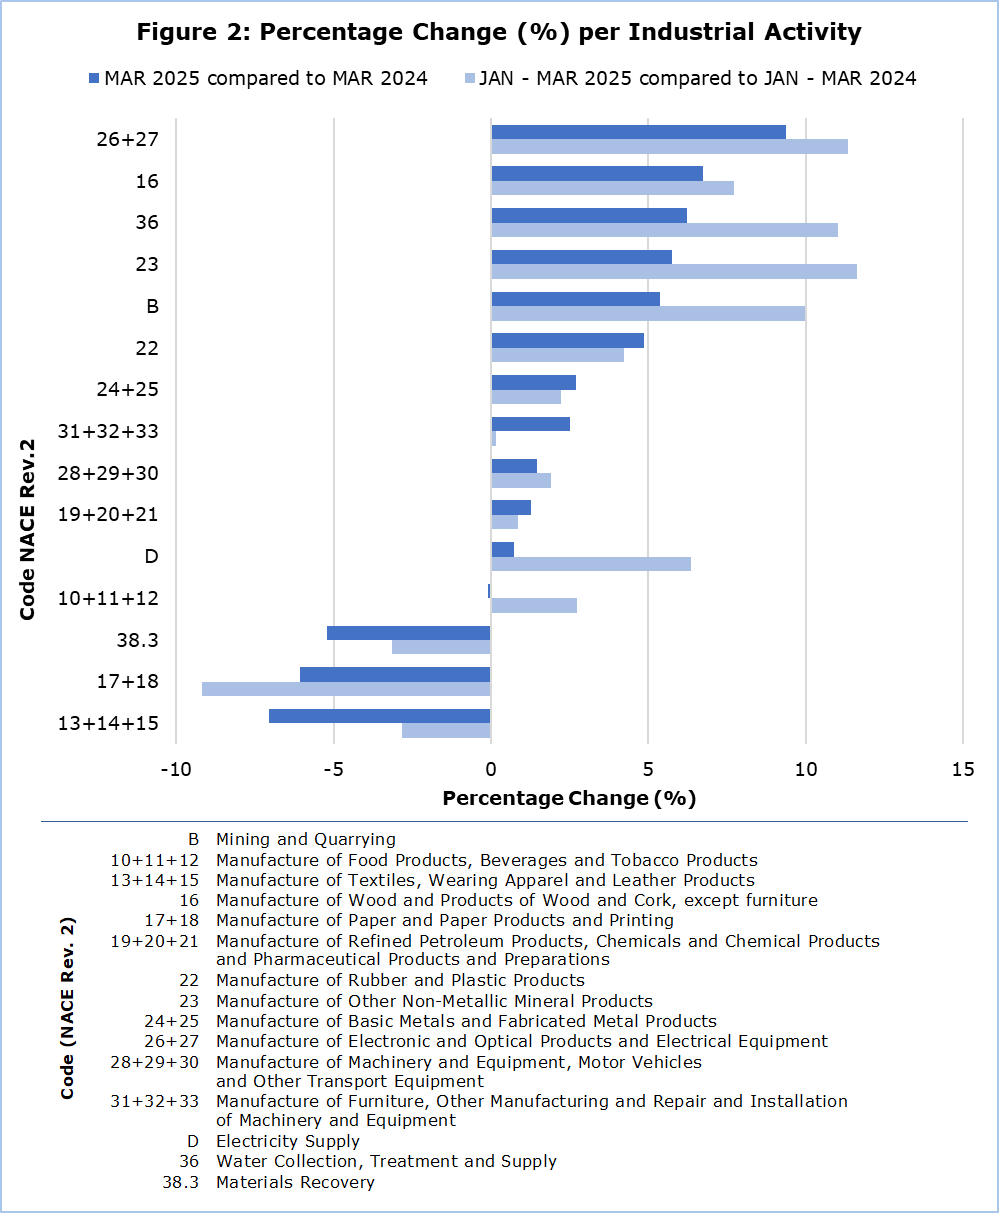 Figure 2: Percentage Change (%) per Industrial Activity
MAR 2025 compared to MAR 2024 JAN - MAR 2025 compared to JAN - MAR 2024
26+27
16
36
23
B
22
24+25
31+32+33
28+29+30
19+20+21
D
10+11+12
38.3
17+18
13+14+15
Code NACE Rev.2
-10 -5 0 5 10 15
Percentage Change (%)
Code (NACE Rev. 2)
B Mining and Quarrying
10+11+12 Manufacture of Food Products, Beverages and Tobacco Products
13+14+15 Manufacture of Textiles, Wearing Apparel and Leather Products
16 Manufacture of Wood and Products of Wood and Cork, except furniture
17+18 Manufacture of Paper and Paper Products and Printing
19+20+21 Manufacture of Refined Petroleum Products, Chemicals and Chemical Products
and Pharmaceutical Products and Preparations
22 Manufacture of Rubber and Plastic Products
23 Manufacture of Other Non-Metallic Mineral Products
24+25 Manufacture of Basic Metals and Fabricated Metal Products
26+27 Manufacture of Electronic and Optical Products and Electrical Equipment
28+29+30 Manufacture of Machinery and Equipment, Motor Vehicles
and Other Transport Equipment
31+32+33 Manufacture of Furniture, Other Manufacturing and Repair and Installation
of Machinery and Equipment
D Electricity Supply
36 Water Collection, Treatment and Supply
38.3 Materials Recovery